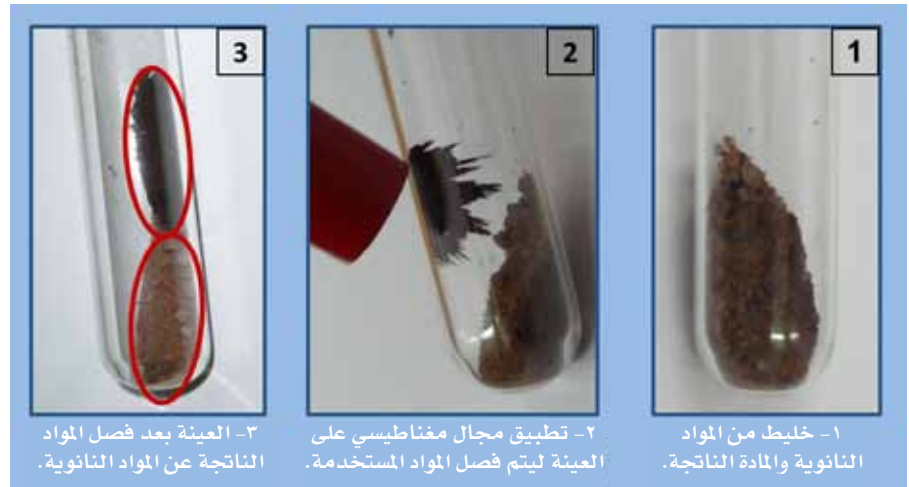 1
2
3
١- خليط من المواد
النانوية والمادة الناتجة.
٢- تطبيق مجال مغناطيسي على
العينة ليتم فصل المواد المستخدمة.
٣- العينة بعد فصل المواد
الناتجة عن المواد النانوية.